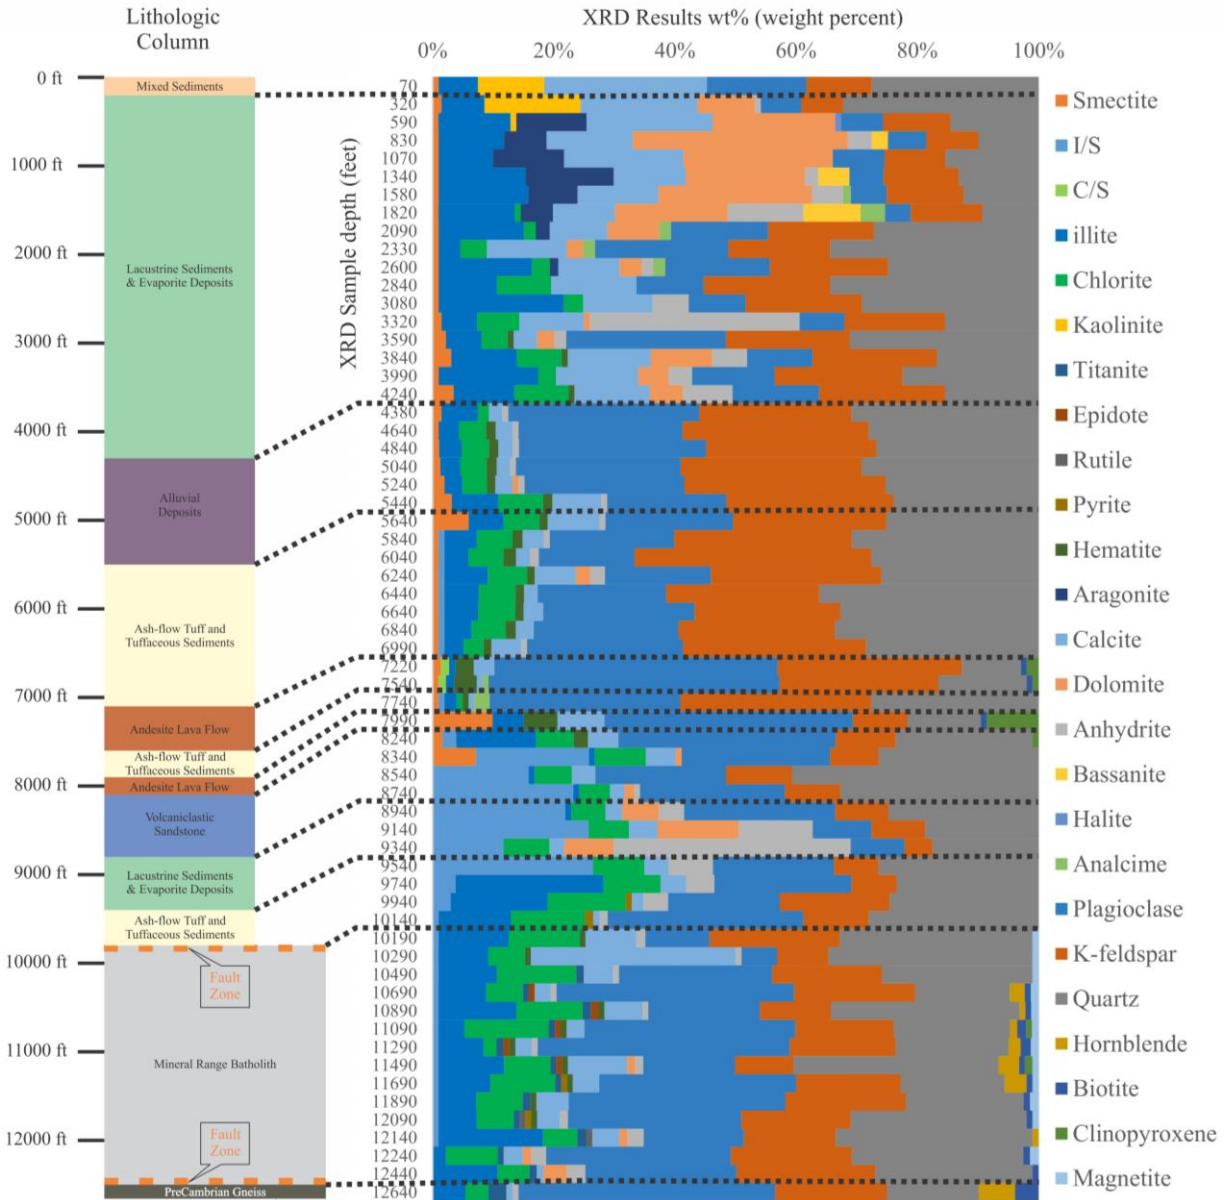 Lithologic
Column
XRD Results wt% (weight percent)
0%
20%
40%
60%
80%
100%
0 ft
1000 ft
2000 ft
3000 ft
4000 ft
5000 ft
6000 ft
7000 ft
8000 ft
9000 ft
10000 ft
11000 ft
12000 ft
Mixed Sediments
Lacustrine Sediments
& Evaporite Deposits
Alluvial
Deposits
Ash-flow Tuff and
Tuffaceous Sediments
Andesite Lava Flow
Ash-flow Tuff and
Tuffaceous Sediments
Andesite Lava Flow
Volcaniclastic
Sandstone
Lacustrine Sediments
& Evaporite Deposits
Ash-flow Tuff and
Tuffaceous Sediments
Fault
Zone
Mineral Range Batholith
Fault
Zone
PreCambrian Gneiss
XRD Sample depth (feet)
70
320
590
830
1070
1340
1580
1820
2090
2330
2600
2840
3080
3320
3590
3840
3990
4240
4380
4640
4840
5040
5240
5440
5640
5840
6040
6240
6440
6640
6840
6990
7220
7540
7740
7990
8240
8340
8540
8740
8940
9140
9340
9540
9740
9940
10140
10190
10290
10490
10690
10890
11090
11290
11490
11690
11890
12090
12140
12240
12440
12640
Smectite
I/S
C/S
illite
Chlorite
Kaolinite
Titanite
Epidote
Rutile
Pyrite
Hematite
Aragonite
Calcite
Dolomite
Anhydrite
Bassanite
Halite
Analcime
Plagioclase
K-feldspar
Quartz
Hornblende
Biotite
Clinopyroxene
Magnetite